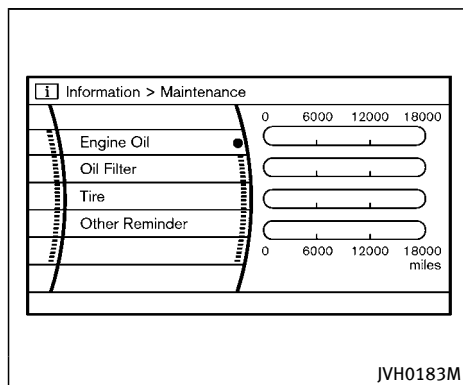 i Information > Maintenance
0 6000 12000 18000
Engine Oil
Oil Filter
Tire
Other Reminder
0 6000 12000 18000
miles
JVH0183M